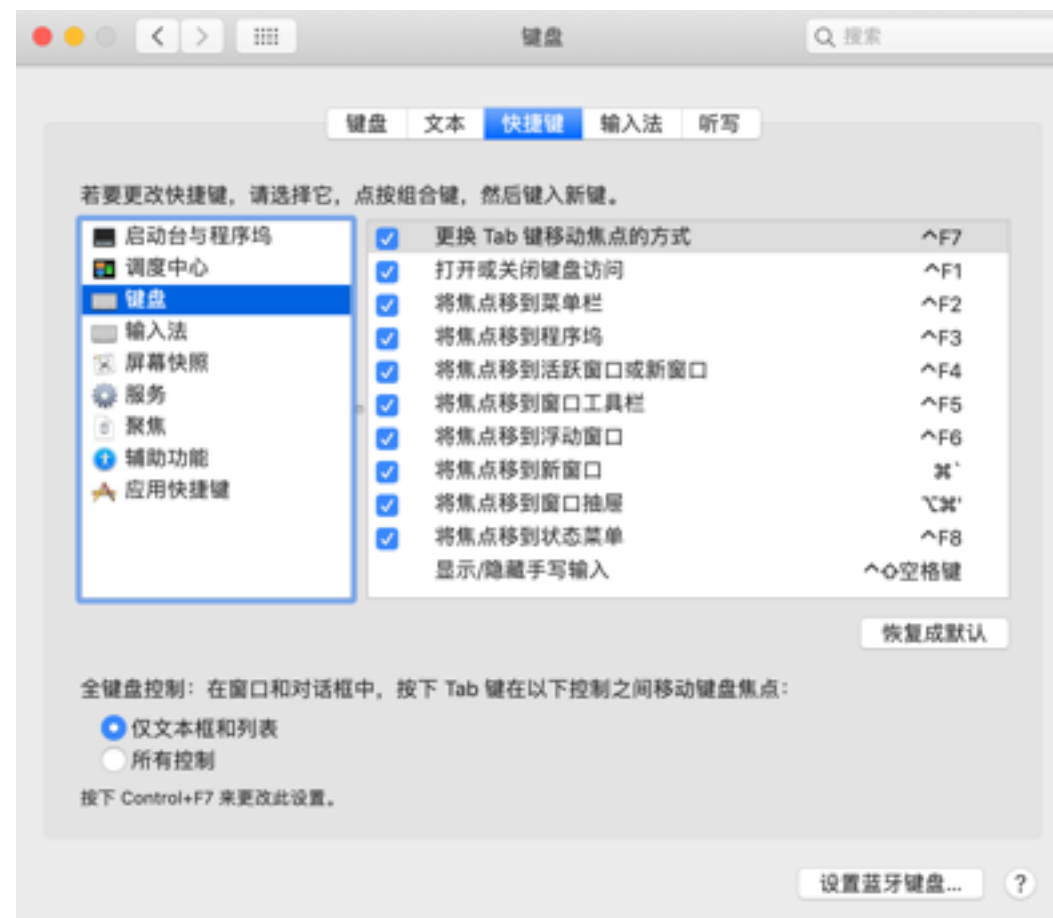 键盘
搜索
键盘 文本 快捷键 输入法 听写
若要更改快捷键，请选择它，点按组合键，然后键入新键。
启动台与程序坞
调度中心
键盘
输入法
屏幕快照
服务
聚焦
辅助功能
应用快捷键
更换 Tab 键移动焦点的方式 ^F7
打开或关闭键盘访问 ^F1
将焦点移到菜单栏 ^F2
将焦点移到程序坞 ^F3
将焦点移到活跃窗口或新窗口 ^F4
将焦点移到窗口工具栏 ^F5
将焦点移到浮动窗口 ^F6
将焦点移到新窗口 ⌘`
将焦点移到窗口抽屉 ⌥⌘'
将焦点移到状态菜单 ^F8
显示/隐藏手写输入 ^⇧空格键
恢复成默认
全键盘控制：在窗口和对话框中，按下 Tab 键在以下控制之间移动键盘焦点：
仅文本框和列表
所有控制
按下 Control+F7 来更改此设置。
设置蓝牙键盘... ?